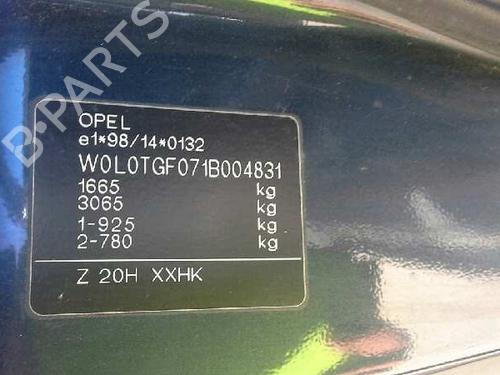 B-PARTS
OPEL
e1*98/14*0132
W0L0TGF071B004831
1665 kg
3065 kg
1-925 kg
2-780 kg
Z 20H XXHK